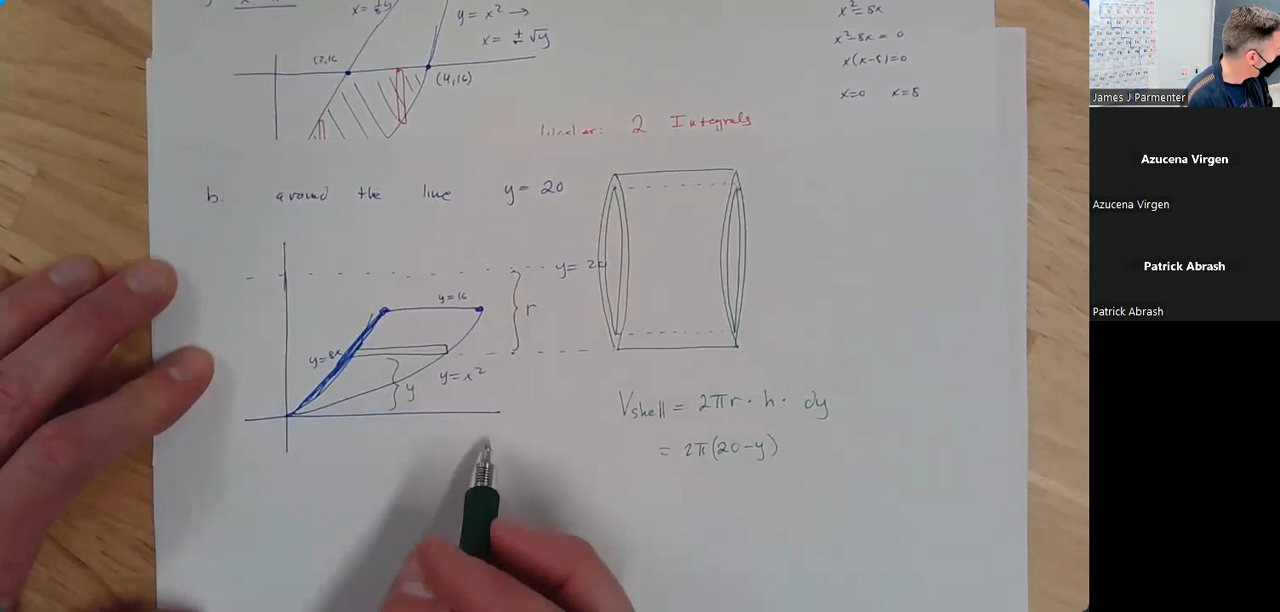 y = x² →
x = ± √y
(2,16
(4,16)
x² = 8x
x² - 8x = 0
x(x-8)=0
x=0 x=8
2 Integrals
b. around the line y = 20
y = 20
y=16
r
y=8x
y=x²
y
V shell = 2πr · h · dy
= 2π(20-y)
James J Parmenter
Azucena Virgen
Azucena Virgen
Patrick Abrash
Patrick Abrash